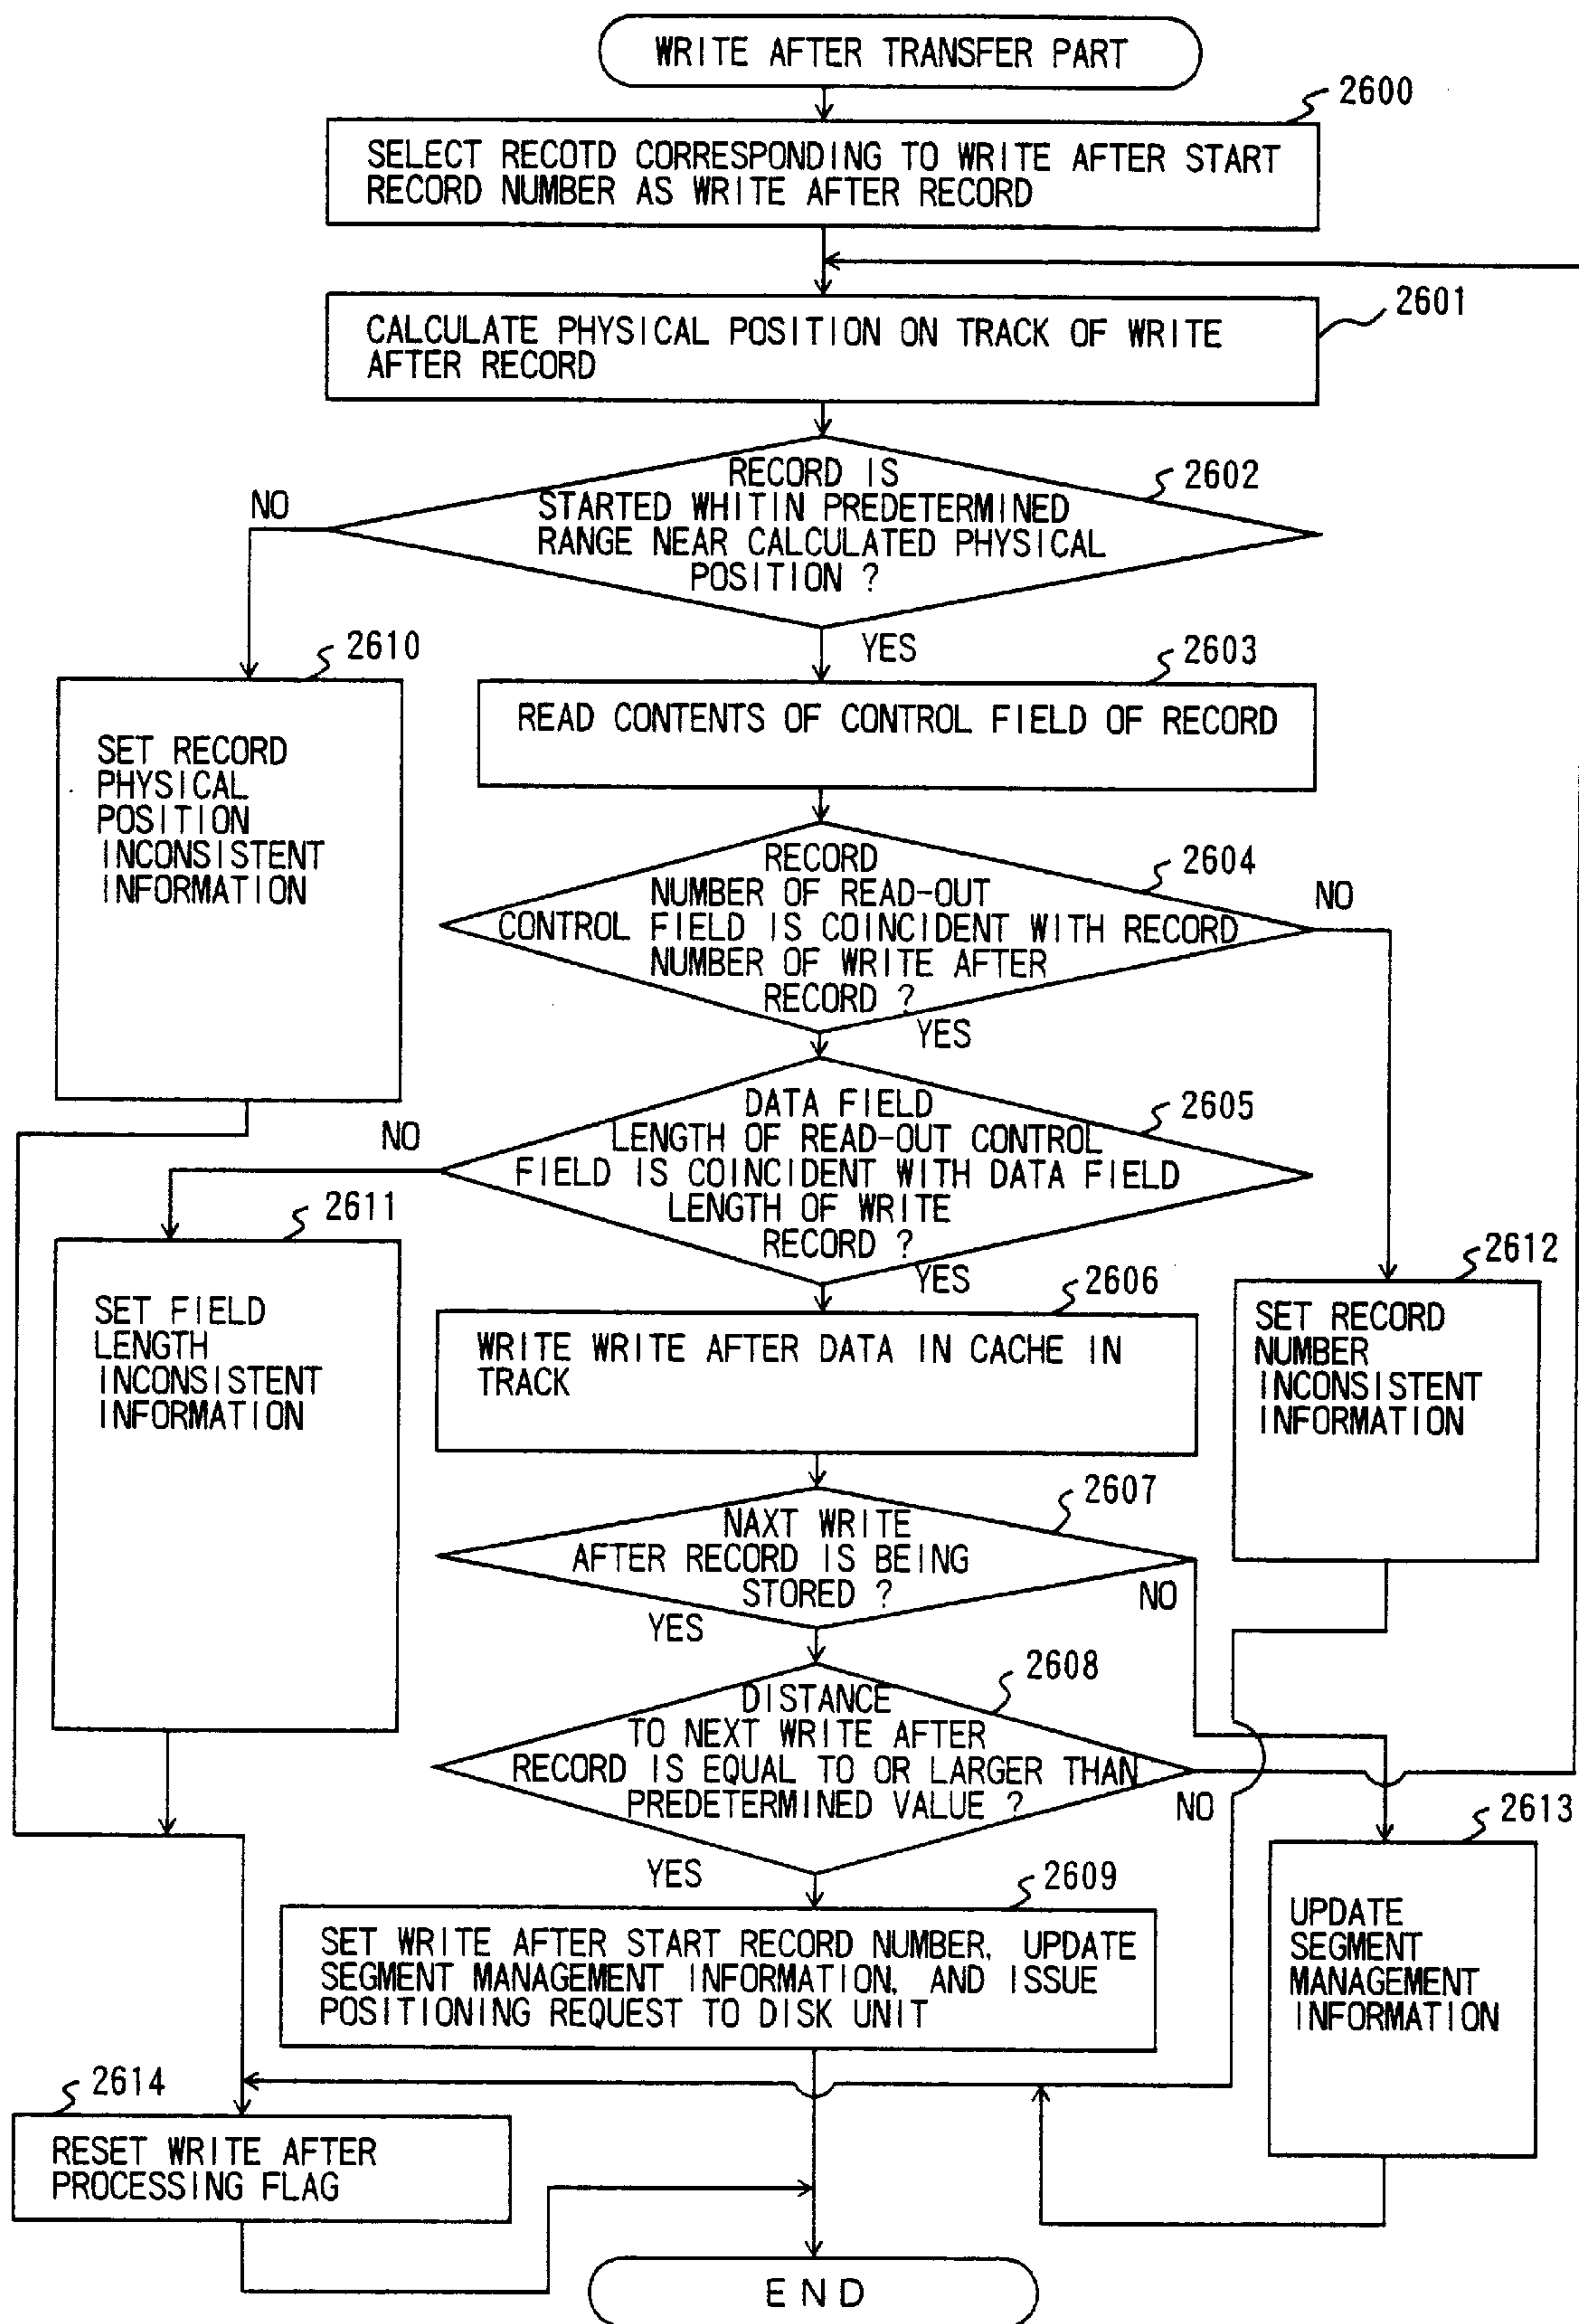 WRITE AFTER TRANSFER PART
2600
SELECT RECOTD CORRESPONDING TO WRITE AFTER START
RECORD NUMBER AS WRITE AFTER RECORD
2601
CALCULATE PHYSICAL POSITION ON TRACK OF WRITE
AFTER RECORD
2602
RECORD IS
STARTED WHITIN PREDETERMINED
RANGE NEAR CALCULATED PHYSICAL
POSITION ?
NO
YES
2610
SET RECORD
PHYSICAL
POSITION
INCONSISTENT
INFORMATION
2603
READ CONTENTS OF CONTROL FIELD OF RECORD
2604
RECORD
NUMBER OF READ-OUT
CONTROL FIELD IS COINCIDENT WITH RECORD
NUMBER OF WRITE AFTER
RECORD ?
NO
YES
2605
DATA FIELD
LENGTH OF READ-OUT CONTROL
FIELD IS COINCIDENT WITH DATA FIELD
LENGTH OF WRITE
RECORD ?
NO
YES
2611
SET FIELD
LENGTH
INCONSISTENT
INFORMATION
2606
WRITE WRITE AFTER DATA IN CACHE IN
TRACK
2612
SET RECORD
NUMBER
INCONSISTENT
INFORMATION
2607
NAXT WRITE
AFTER RECORD IS BEING
STORED ?
NO
YES
2608
DISTANCE
TO NEXT WRITE AFTER
RECORD IS EQUAL TO OR LARGER THAN
PREDETERMINED VALUE ?
NO
YES
2613
UPDATE
SEGMENT
MANAGEMENT
INFORMATION
2609
SET WRITE AFTER START RECORD NUMBER, UPDATE
SEGMENT MANAGEMENT INFORMATION, AND ISSUE
POSITIONING REQUEST TO DISK UNIT
2614
RESET WRITE AFTER
PROCESSING FLAG
END